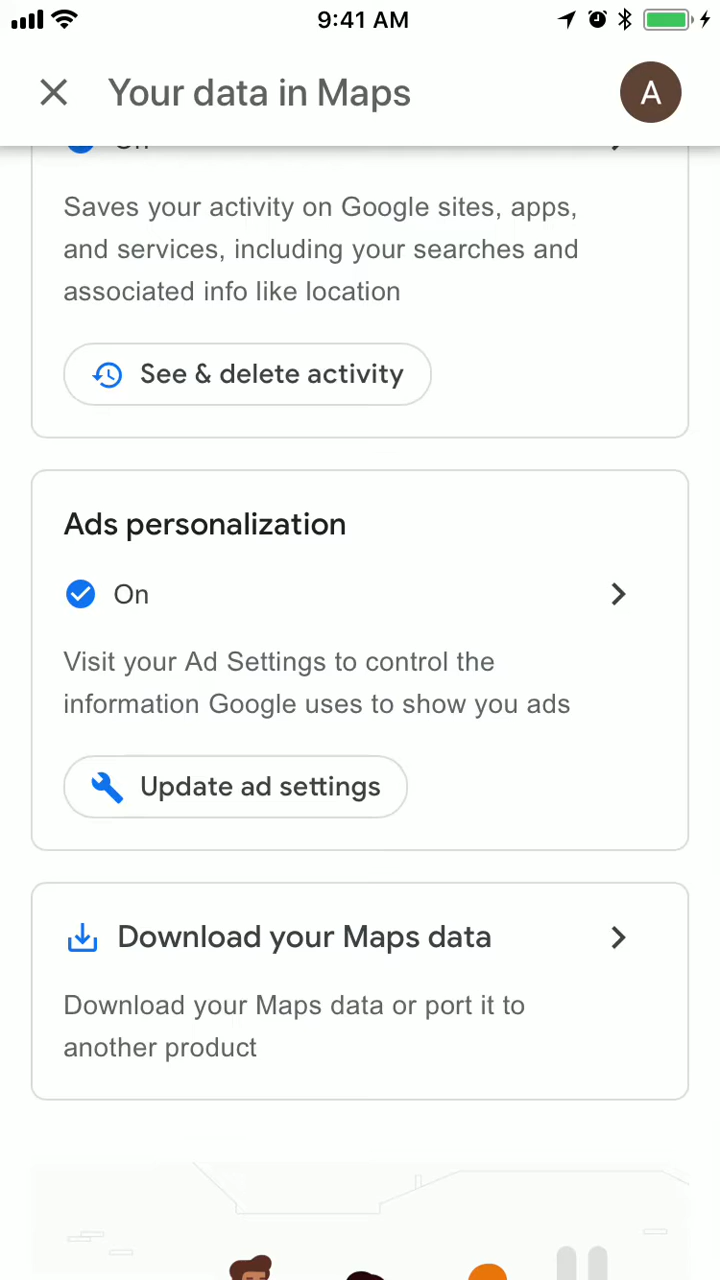 9:41 AM
Your data in Maps
A
On
Saves your activity on Google sites, apps,
and services, including your searches and
associated info like location
See & delete activity
Ads personalization
On
Visit your Ad Settings to control the
information Google uses to show you ads
Update ad settings
Download your Maps data
Download your Maps data or port it to
another product